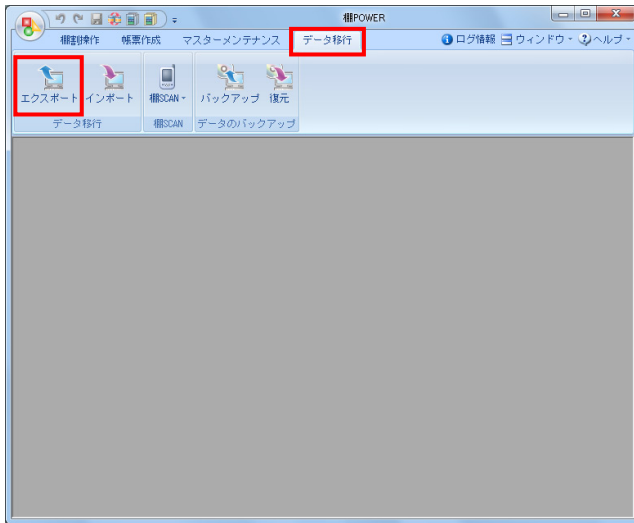 棚POWER
棚割操作 帳票作成 マスターメンテナンス データ移行 ログ情報 ウィンドウ ヘルプ
エクスポート インポート 棚SCAN バックアップ 復元
データ移行 棚SCAN データのバックアップ